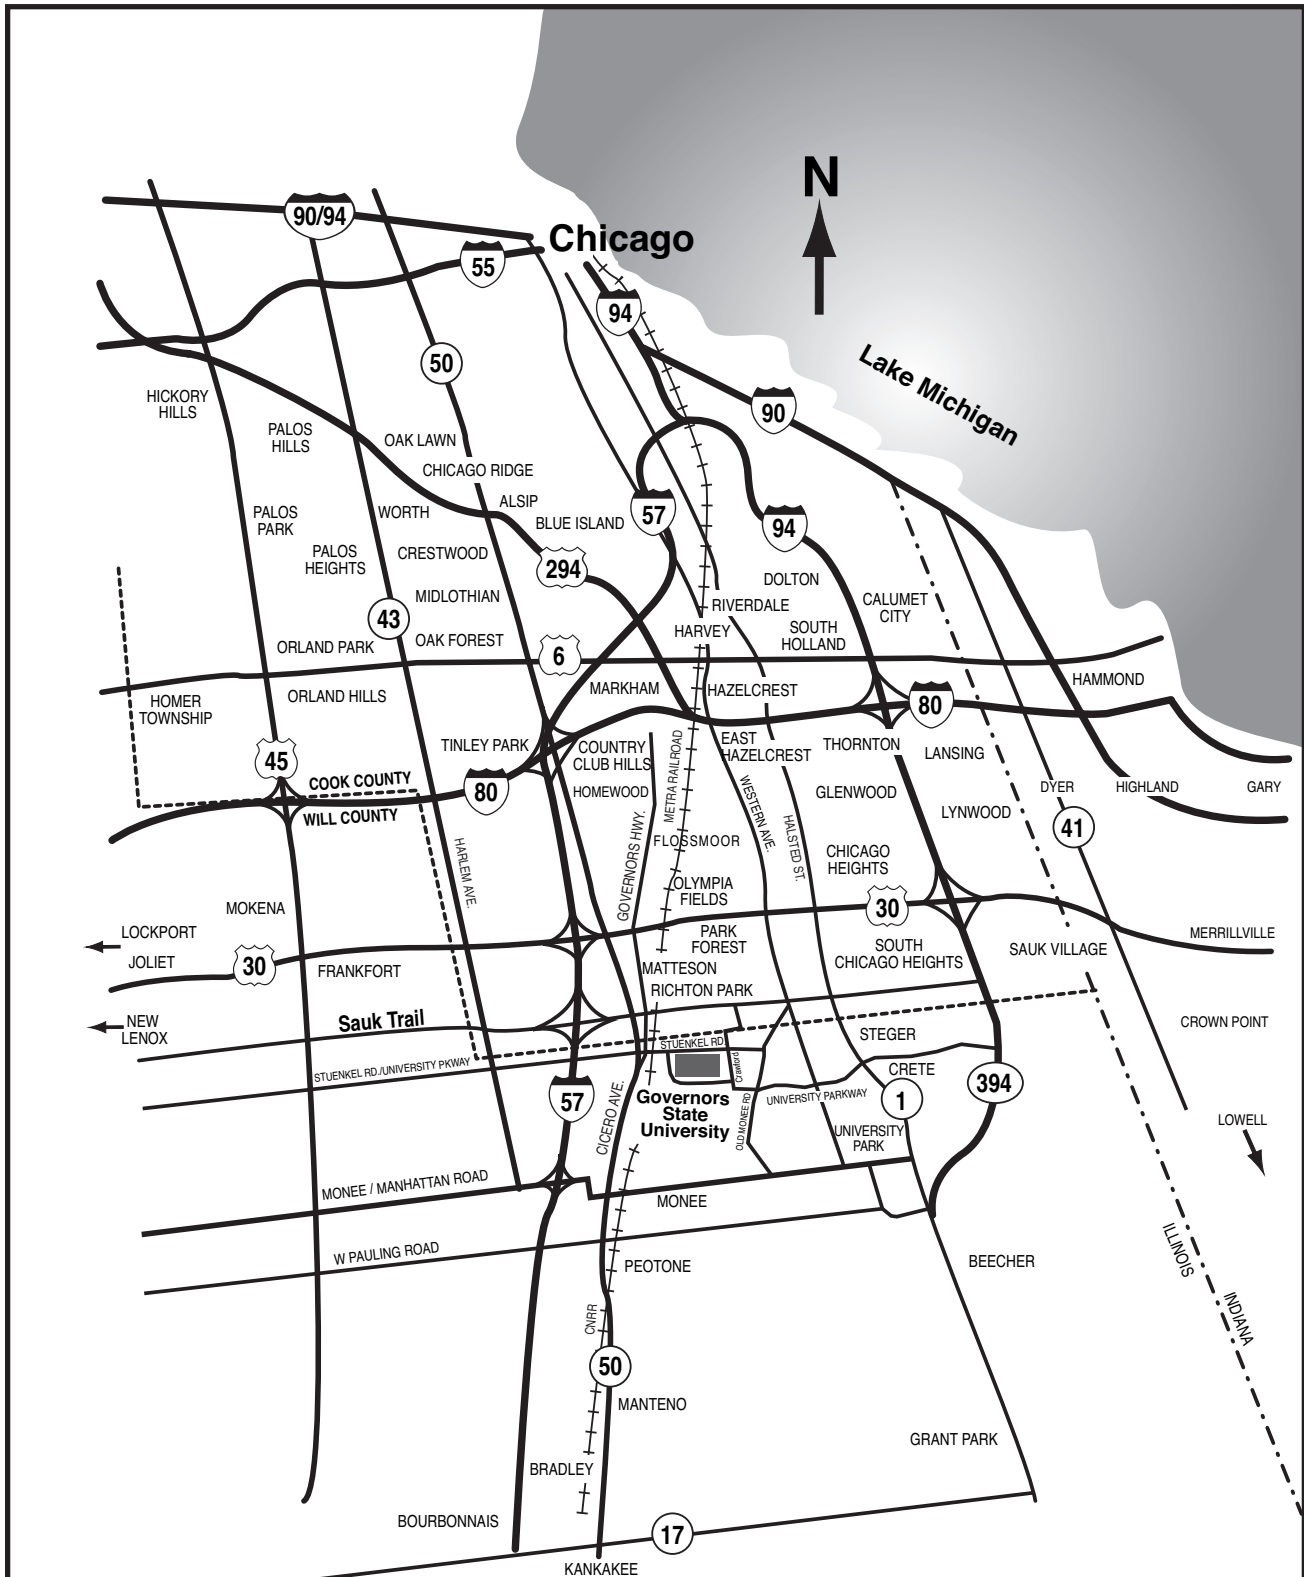 N
90/94
Chicago
55
94
50
Lake Michigan
90
HICKORY
HILLS
PALOS
HILLS
OAK LAWN
CHICAGO RIDGE
ALSIP
PALOS
PARK
WORTH
BLUE ISLAND
57
94
PALOS
HEIGHTS
CRESTWOOD
294
DOLTON
MIDLOTHIAN
RIVERDALE
CALUMET
CITY
43
HARVEY
SOUTH
HOLLAND
ORLAND PARK
OAK FOREST
6
HAMMOND
HOMER
TOWNSHIP
ORLAND HILLS
MARKHAM
HAZELCREST
80
45
TINLEY PARK
COUNTRY
CLUB HILLS
METRA RAILROAD
EAST
HAZELCREST
THORNTON
LANSING
COOK COUNTY
80
HOMEWOOD
WESTERN AVE.
GLENWOOD
DYER
HIGHLAND
GARY
WILL COUNTY
LYNWOOD
41
HARLEM AVE.
GOVERNORS HWY.
FLOSSMOOR
HALSTED ST.
CHICAGO
HEIGHTS
MOKENA
OLYMPIA
FIELDS
30
LOCKPORT
JOLIET
30
FRANKFORT
PARK
FOREST
SOUTH
CHICAGO HEIGHTS
SAUK VILLAGE
MERRILLVILLE
MATTESON
RICHTON PARK
NEW
LENOX
Sauk Trail
STEGER
CROWN POINT
STUENKEL RD.
STUENKEL RD./UNIVERSITY PKWAY
Crawford
CRETE
394
57
CICERO AVE.
Governors
State
University
OLD MONEE RD
UNIVERSITY PARKWAY
1
UNIVERSITY
PARK
LOWELL
MONEE / MANHATTAN ROAD
MONEE
W PAULING ROAD
PEOTONE
BEECHER
ILLINOIS
INDIANA
CNRR
50
MANTENO
GRANT PARK
BRADLEY
BOURBONNAIS
17
KANKAKEE